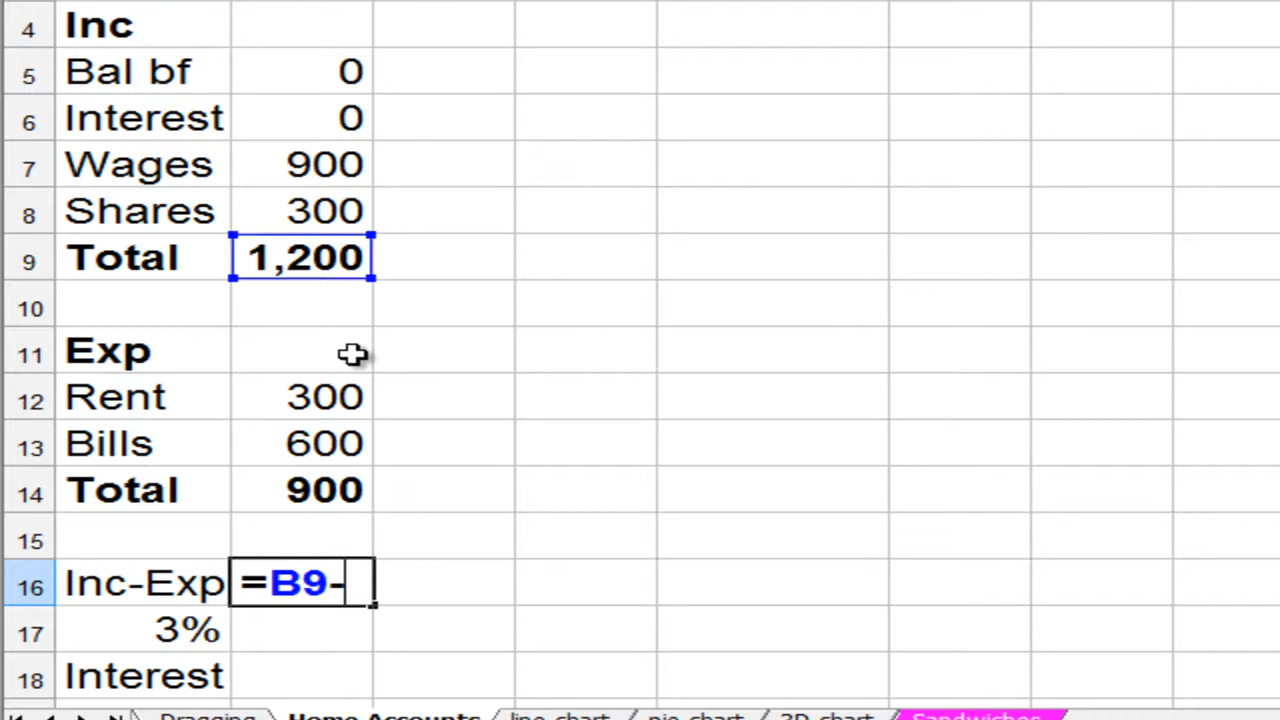 4 Inc
5 Bal bf 0
6 Interest 0
7 Wages 900
8 Shares 300
9 Total 1,200
10
11 Exp
12 Rent 300
13 Bills 600
14 Total 900
15
16 Inc-Exp =B9-
17 3%
18 Interest
Dragging Home Accounts line chart pie chart 3D chart Sandwiches